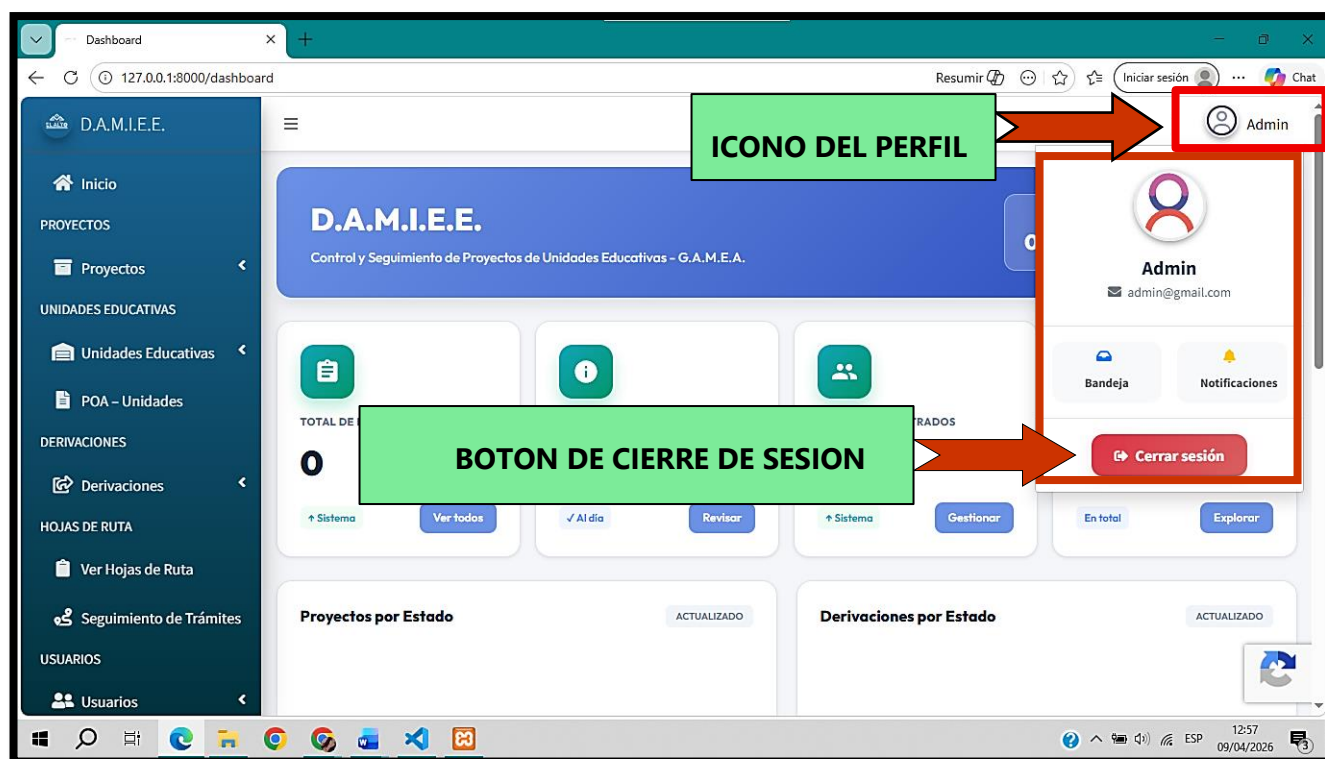 Dashboard
127.0.0.1:8000/dashboard
Resumir
Iniciar sesión
Chat
D.A.M.I.E.E.
Admin
ICONO DEL PERFIL
Inicio
PROYECTOS
Proyectos
UNIDADES EDUCATIVAS
Unidades Educativas
POA – Unidades
DERIVACIONES
Derivaciones
HOJAS DE RUTA
Ver Hojas de Ruta
Seguimiento de Trámites
USUARIOS
Usuarios
D.A.M.I.E.E.
Control y Seguimiento de Proyectos de Unidades Educativas – G.A.M.E.A.
Admin
admin@gmail.com
Bandeja
Notificaciones
Cerrar sesión
TOTAL DE
0
BOTON DE CIERRE DE SESION
↑ Sistema
Ver todos
✓ Al día
Revisar
↑ Sistema
Gestionar
En total
Explorar
Proyectos por Estado
ACTUALIZADO
Derivaciones por Estado
ACTUALIZADO
ESP
12:57
09/04/2026
3